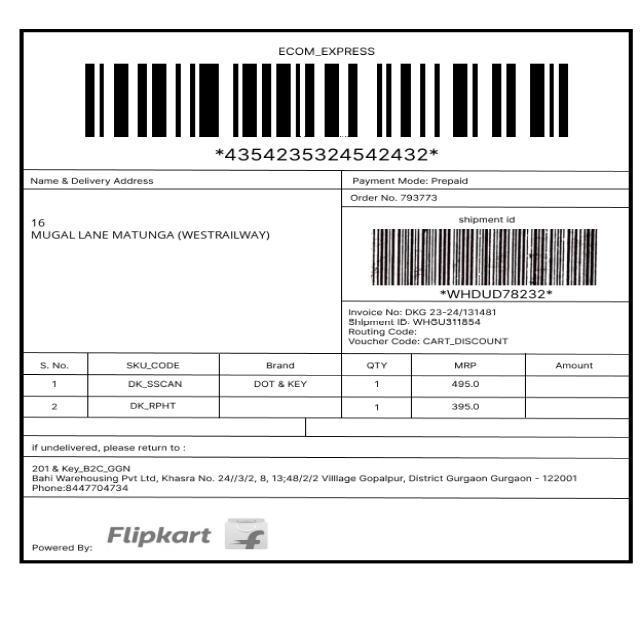 ECOM_EXPRESS
*4354235324542432*
Name & Delivery Address
Payment Mode: Prepaid
Order No. 793773
16
MUGAL LANE MATUNGA (WESTRAILWAY)
shipment id
*WHDUD78232*
Invoice No: DKG 23-24/131481
Shipment ID: WHGU311854
Routing Code:
Voucher Code: CART_DISCOUNT
S. No. SKU_CODE Brand QTY MRP Amount
1 DK_SSCAN DOT & KEY 1 495.0
2 DK_RPHT 1 395.0
if undelivered, please return to :
201 & Key_B2C_GGN
Bahi Warehousing Pvt Ltd, Khasra No. 24//3/2, 8, 13;48/2/2 Villlage Gopalpur, District Gurgaon Gurgaon - 122001
Phone:8447704734
Powered By: Flipkart